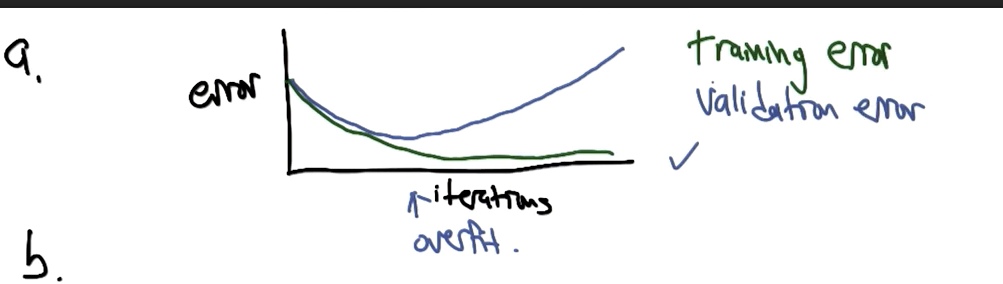 a.
error
training error
validation error
iterations
overfit.
b.